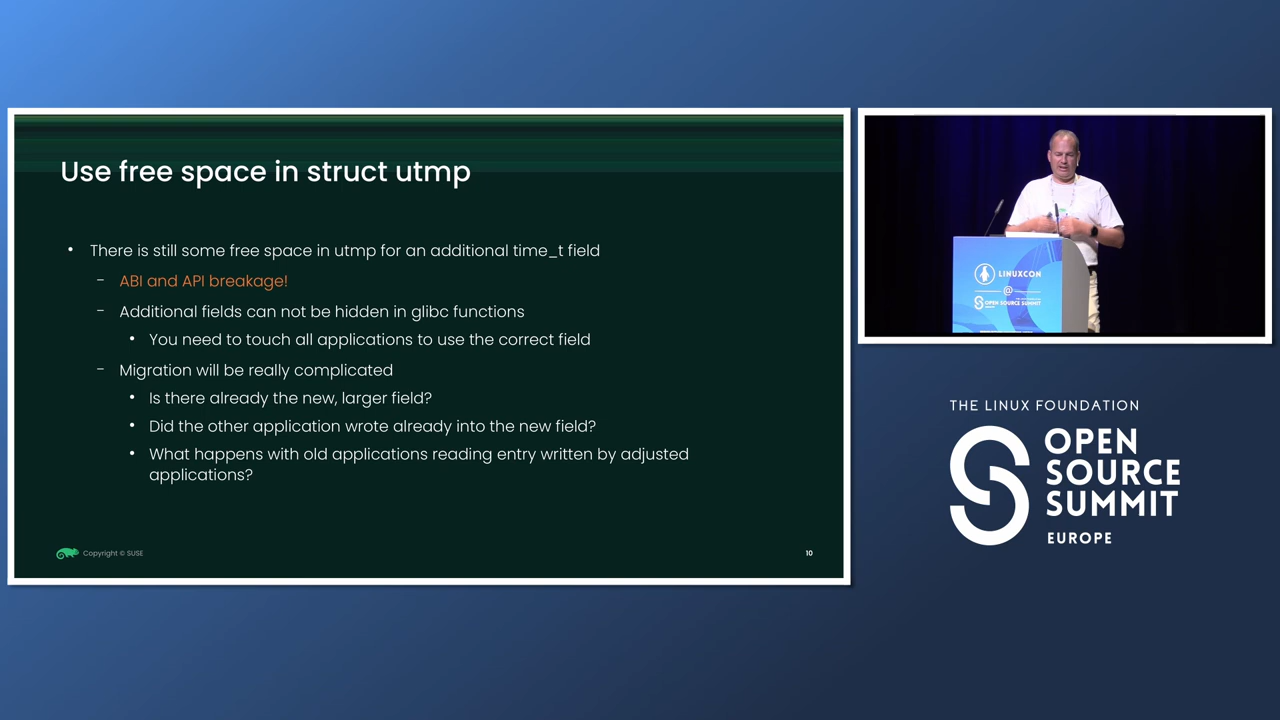 Use free space in struct utmp
• There is still some free space in utmp for an additional time_t field
– ABI and API breakage!
– Additional fields can not be hidden in glibc functions
• You need to touch all applications to use the correct field
– Migration will be really complicated
• Is there already the new, larger field?
• Did the other application wrote already into the new field?
• What happens with old applications reading entry written by adjusted
applications?
Copyright © SUSE
10
LINUXCON
@
OPEN SOURCE SUMMIT
THE LINUX FOUNDATION
OPEN
SOURCE
SUMMIT
EUROPE